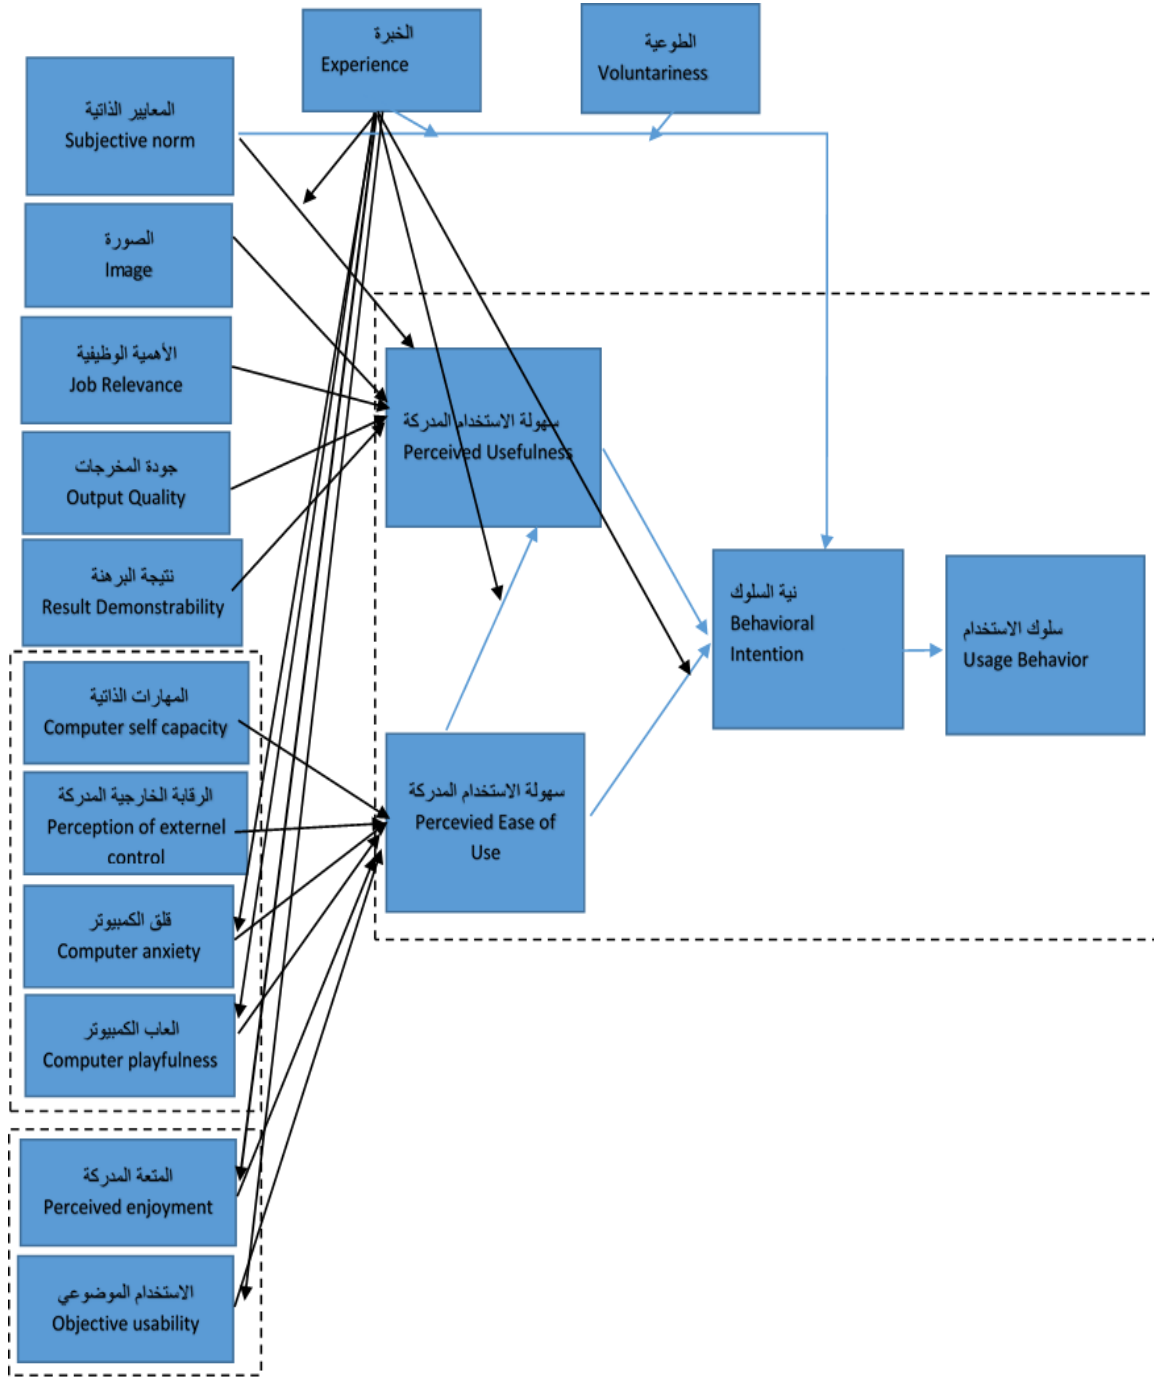 الخبرة
Experience
الطوعية
Voluntariness
المعايير الذاتية
Subjective norm
الصورة
Image
الأهمية الوظيفية
Job Relevance
جودة المخرجات
Output Quality
نتيجة البرهنة
Result Demonstrability
المهارات الذاتية
Computer self capacity
الرقابة الخارجية المدركة
Perception of externel
control
قلق الكمبيوتر
Computer anxiety
العاب الكمبيوتر
Computer playfulness
المتعة المدركة
Perceived enjoyment
الاستخدام الموضوعي
Objective usability
سهولة الاستخدام المدركة
Perceived Usefulness
سهولة الاستخدام المدركة
Percevied Ease of
Use
نية السلوك
Behavioral
Intention
سلوك الاستخدام
Usage Behavior